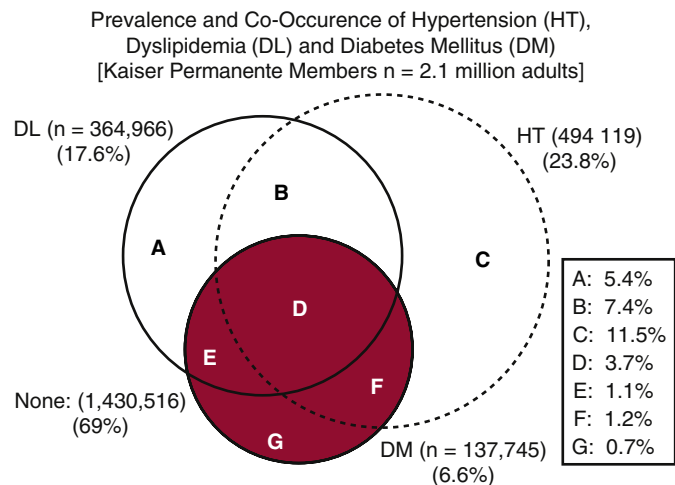 Prevalence and Co-Occurence of Hypertension (HT),
Dyslipidemia (DL) and Diabetes Mellitus (DM)
[Kaiser Permanente Members n = 2.1 million adults]
DL (n = 364,966)
(17.6%)
HT (494 119)
(23.8%)
B
A
C
D
E
F
G
None: (1,430,516)
(69%)
DM (n = 137,745)
(6.6%)
A: 5.4%
B: 7.4%
C: 11.5%
D: 3.7%
E: 1.1%
F: 1.2%
G: 0.7%